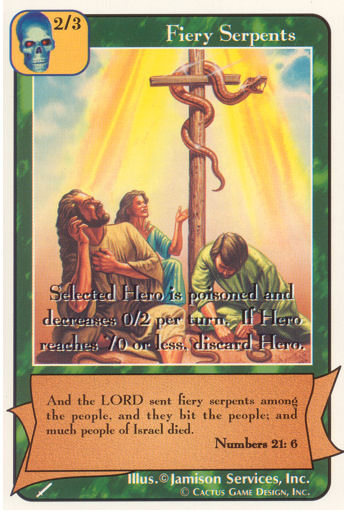 2/3
Fiery Serpents
Selected Hero is poisoned and
decreases 0/2 per turn. If Hero
reaches */0 or less, discard Hero.
And the LORD sent fiery serpents among
the people, and they bit the people; and
much people of Israel died.
Numbers 21: 6
Illus.©Jamison Services, Inc.
© CACTUS GAME DESIGN, INC.